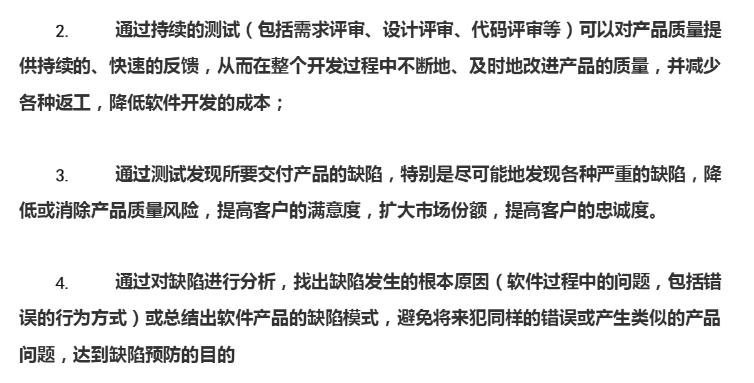 2. 通过持续的测试（包括需求评审、设计评审、代码评审等）可以对产品质量提
供持续的、快速的反馈，从而在整个开发过程中不断地、及时地改进产品的质量，并减少
各种返工，降低软件开发的成本；
3. 通过测试发现所要交付产品的缺陷，特别是尽可能地发现各种严重的缺陷，降
低或消除产品质量风险，提高客户的满意度，扩大市场份额，提高客户的忠诚度。
4. 通过对缺陷进行分析，找出缺陷发生的根本原因（软件过程中的问题，包括错
误的行为方式）或总结出软件产品的缺陷模式，避免将来犯同样的错误或产生类似的产品
问题，达到缺陷预防的目的